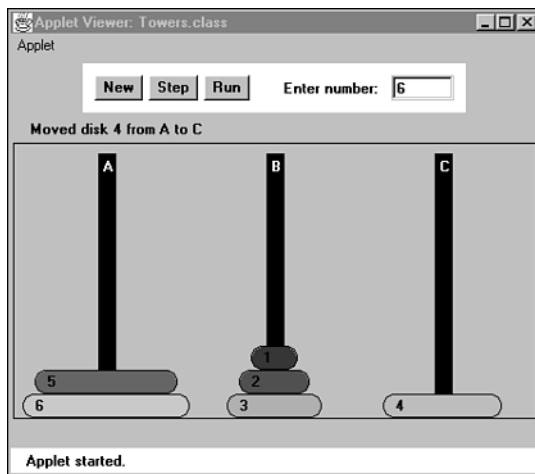 Applet Viewer: Towers.class
Applet
New Step Run Enter number: 6
Moved disk 4 from A to C
A B C
1
5 2
6 3 4
Applet started.